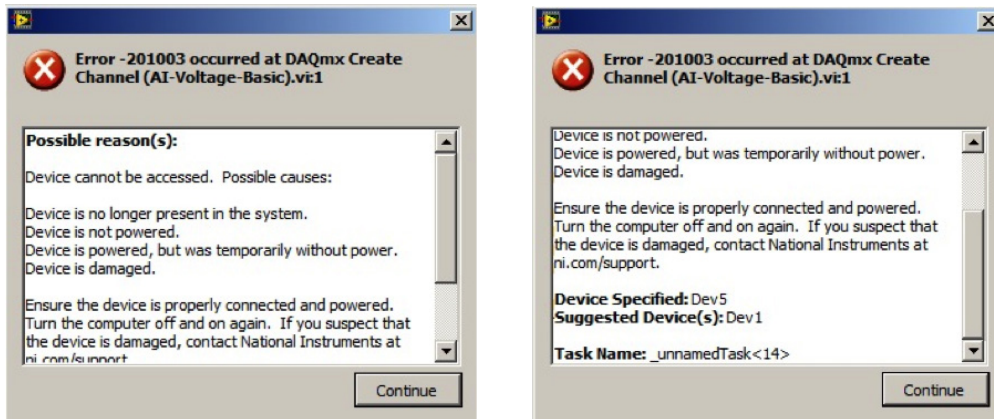 Error -201003 occurred at DAQmx Create
Channel (AI-Voltage-Basic).vi:1
Possible reason(s):
Device cannot be accessed. Possible causes:
Device is no longer present in the system.
Device is not powered.
Device is powered, but was temporarily without power.
Device is damaged.
Ensure the device is properly connected and powered.
Turn the computer off and on again. If you suspect that
the device is damaged, contact National Instruments at
ni.com/support.
Continue
Error -201003 occurred at DAQmx Create
Channel (AI-Voltage-Basic).vi:1
Device is not powered.
Device is powered, but was temporarily without power.
Device is damaged.
Ensure the device is properly connected and powered.
Turn the computer off and on again. If you suspect that
the device is damaged, contact National Instruments at
ni.com/support.
Device Specified: Dev5
Suggested Device(s): Dev1
Task Name: _unnamedTask<14>
Continue